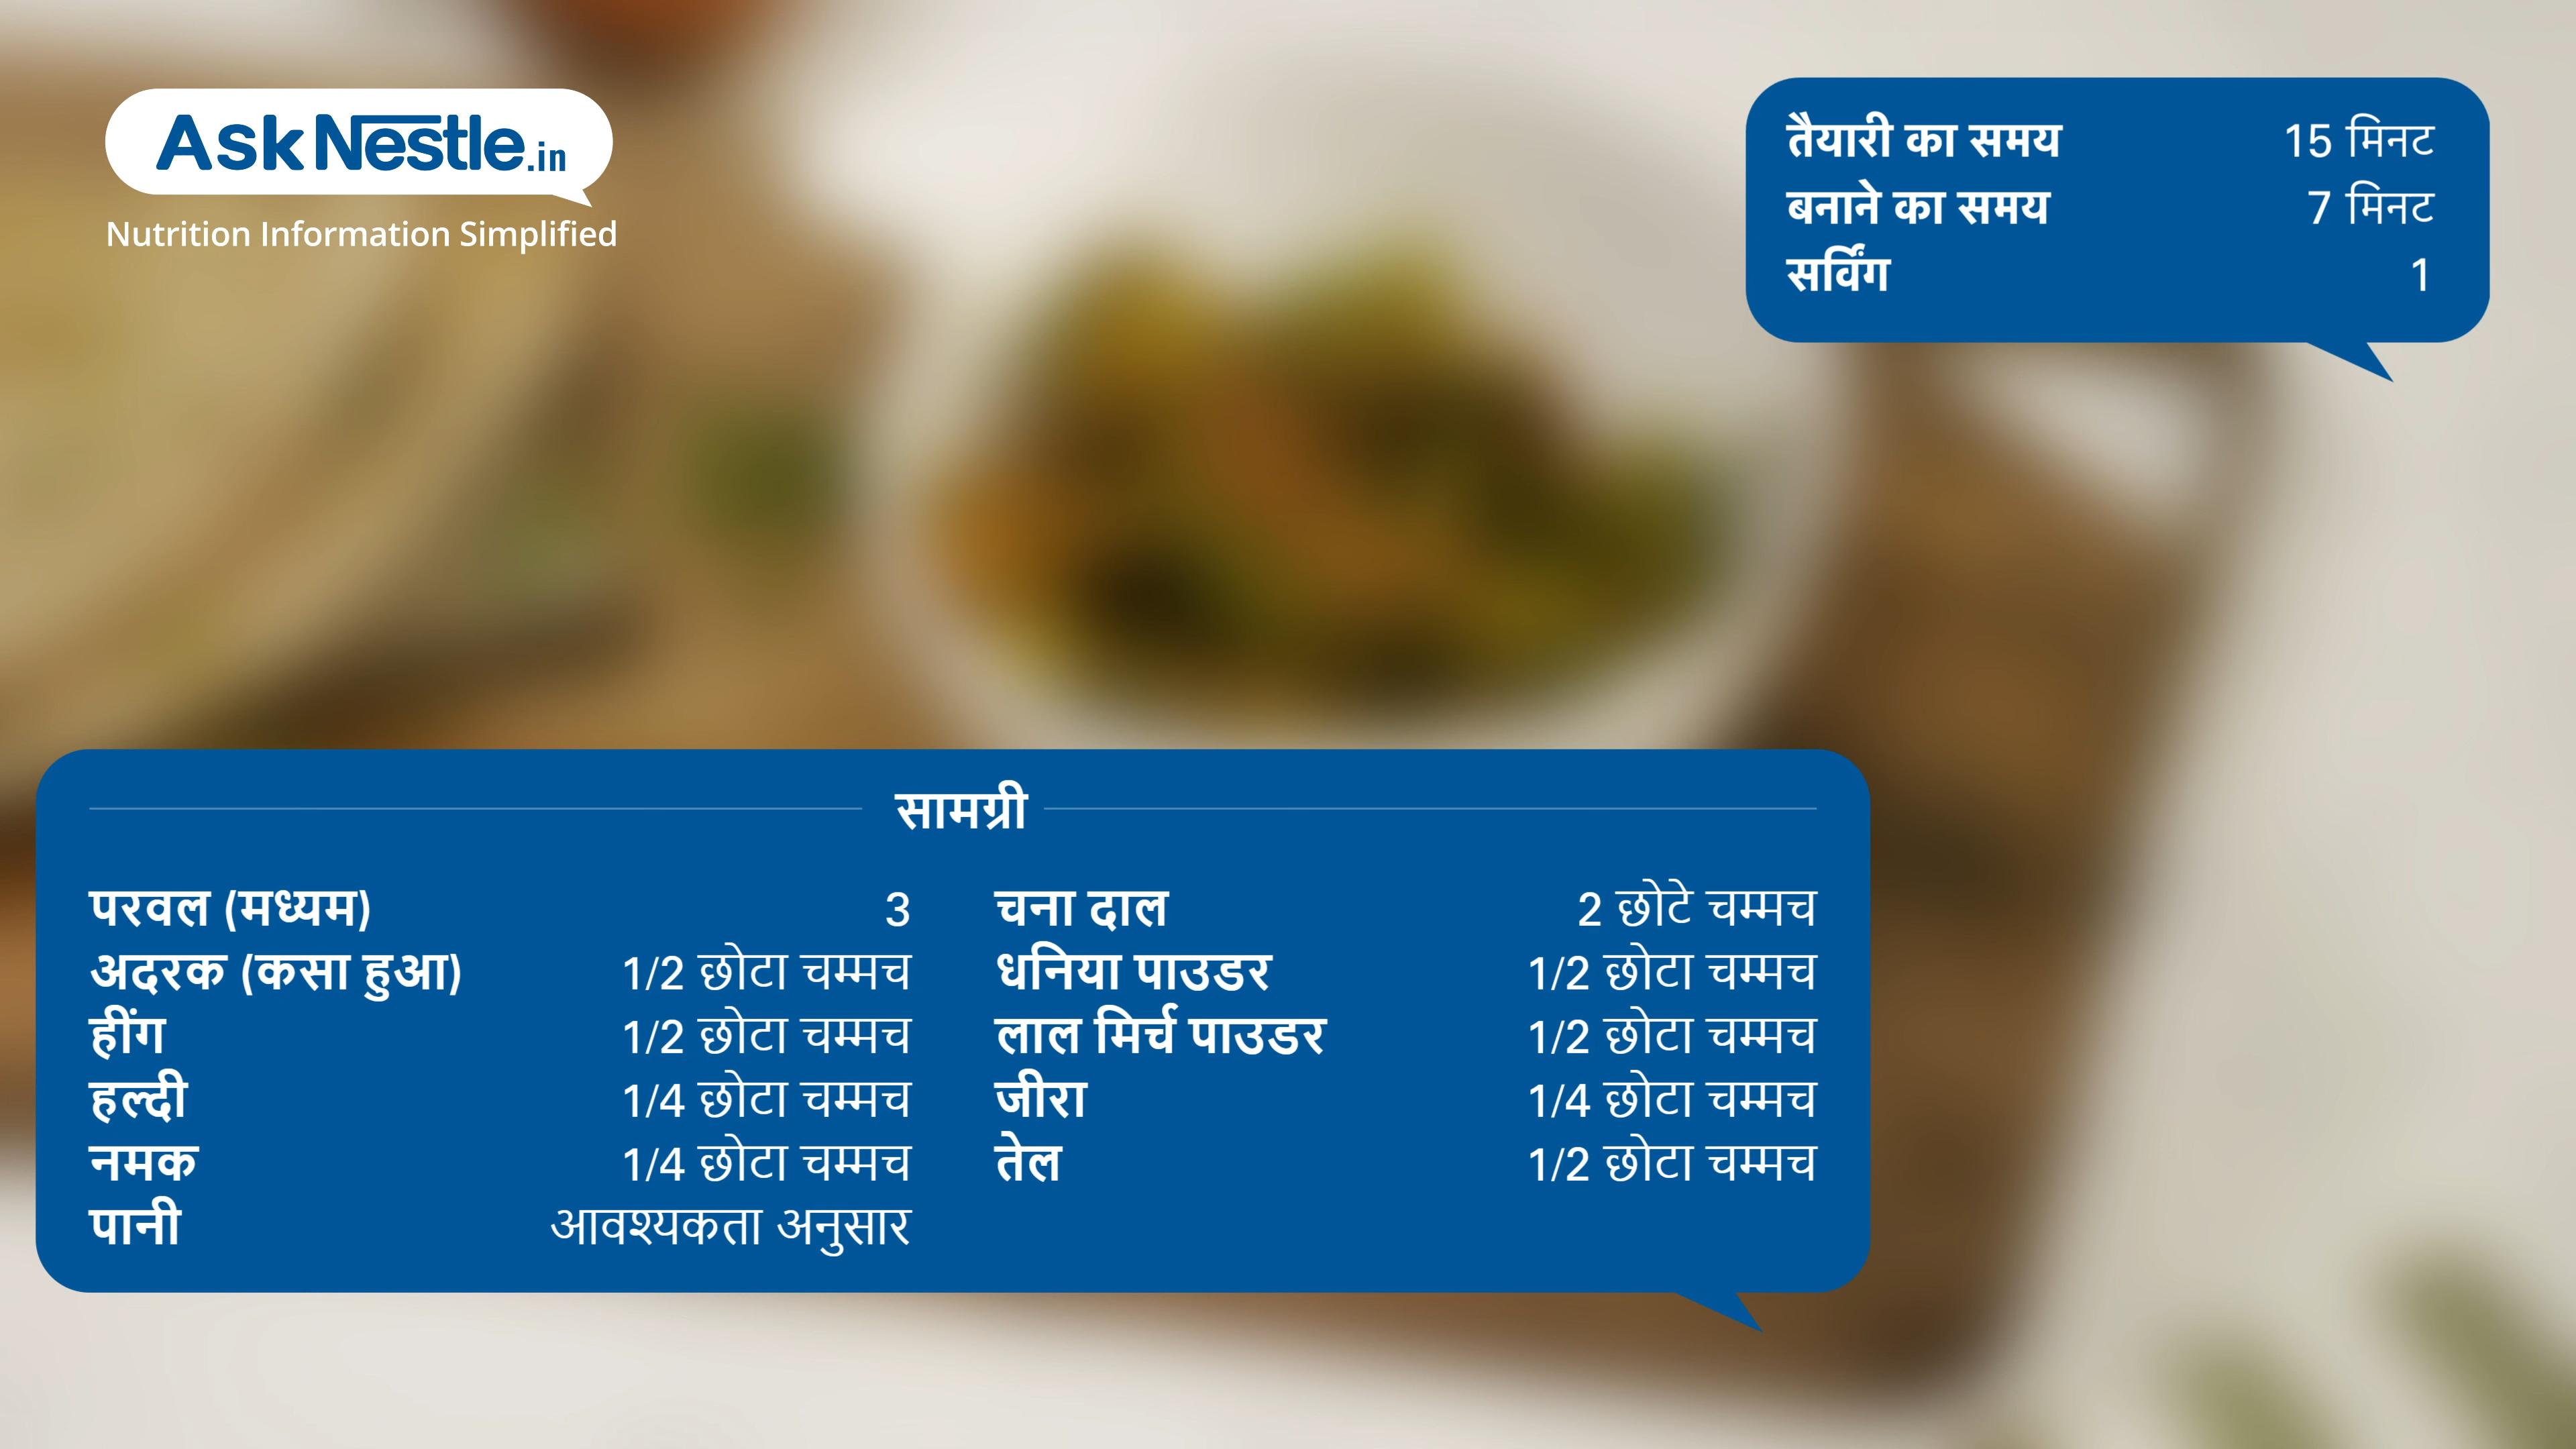 AskNestle.in
Nutrition Information Simplified
तैयारी का समय 15 मिनट
बनाने का समय 7 मिनट
सर्विंग 1
सामग्री
परवल (मध्यम) 3
अदरक (कसा हुआ) 1/2 छोटा चम्मच
हींग 1/2 छोटा चम्मच
हल्दी 1/4 छोटा चम्मच
नमक 1/4 छोटा चम्मच
पानी आवश्यकता अनुसार
चना दाल 2 छोटे चम्मच
धनिया पाउडर 1/2 छोटा चम्मच
लाल मिर्च पाउडर 1/2 छोटा चम्मच
जीरा 1/4 छोटा चम्मच
तेल 1/2 छोटा चम्मच